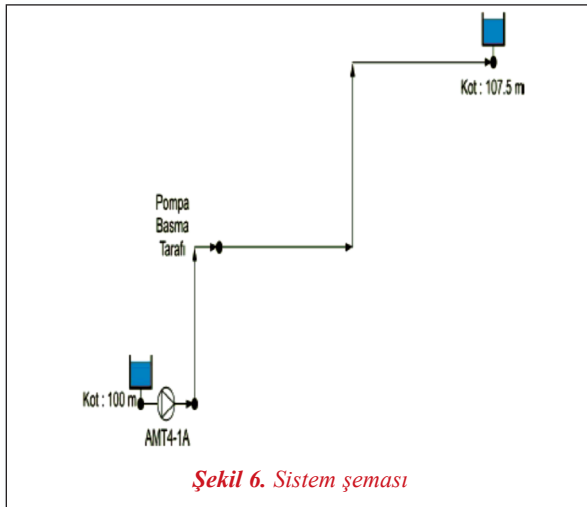 Kot : 107.5 m
Pompa
Basma
Tarafı
Kot : 100 m
AMT4-1A
Şekil 6. Sistem şeması